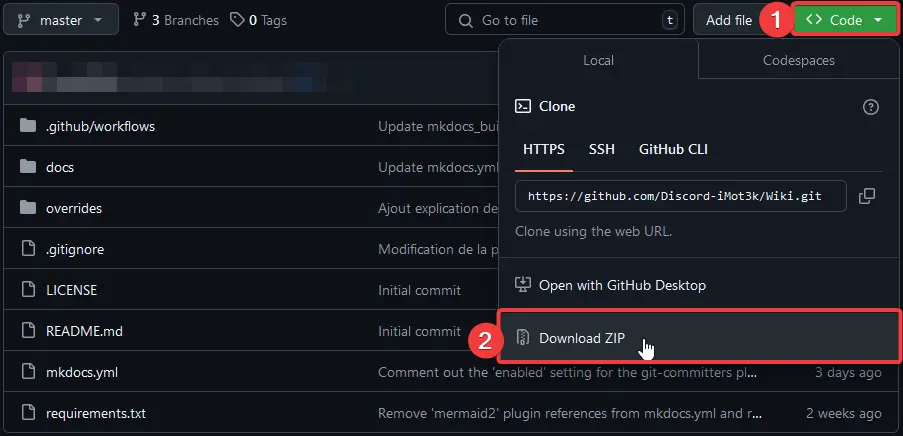 master
3 Branches
0 Tags
Go to file
t
Add file
1
<> Code
Local
Codespaces
Clone
?
HTTPS
SSH
GitHub CLI
https://github.com/Discord-iMot3k/Wiki.git
Clone using the web URL.
Open with GitHub Desktop
2
Download ZIP
.github/workflows
Update mkdocs_bui
docs
Update mkdocs.yml
overrides
Ajout explication de
.gitignore
Modification de la p
LICENSE
Initial commit
README.md
Initial commit
mkdocs.yml
Comment out the 'enabled' setting for the git-committers pl...
3 days ago
requirements.txt
Remove 'mermaid2' plugin references from mkdocs.yml and r...
2 weeks ago